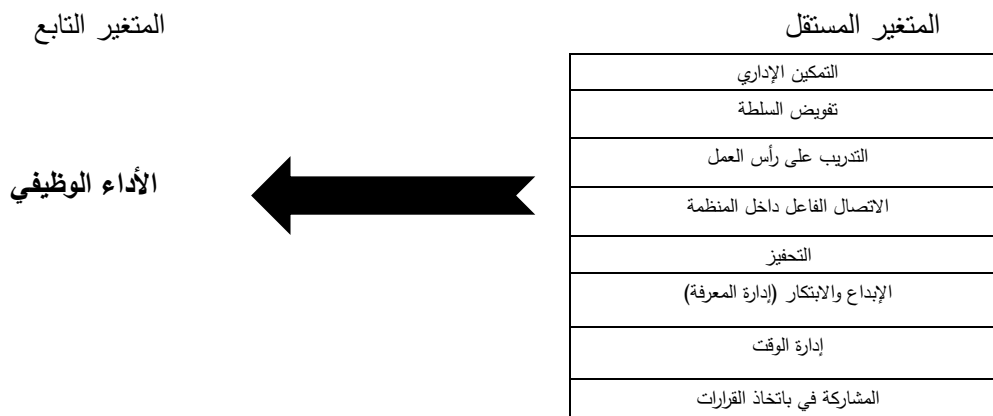 المتغير المستقل
المتغير التابع
التمكين الإداري
تفويض السلطة
التدريب على رأس العمل
الاتصال الفاعل داخل المنظمة
التحفيز
الإبداع والابتكار (إدارة المعرفة)
إدارة الوقت
المشاركة في باتخاذ القرارات
الأداء الوظيفي